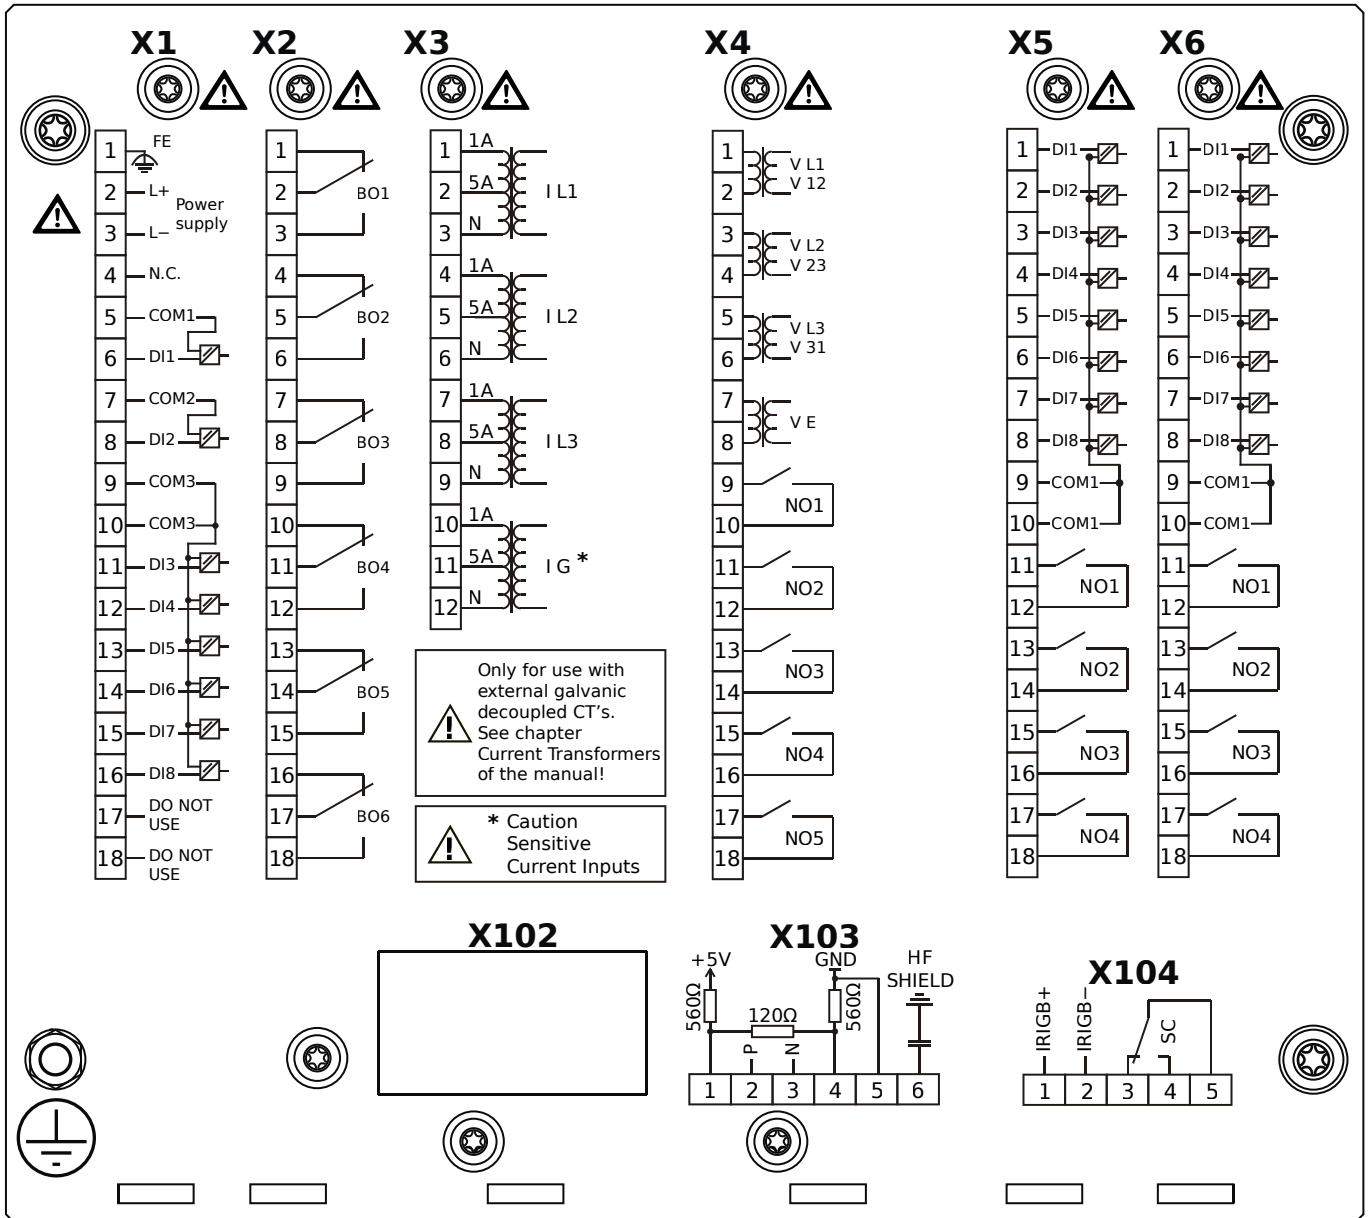 X1
X2
X3
X4
X5
X6
1 FE
2 L+
Power
supply
3 L−
4 N.C.
5 COM1
6 DI1
7 COM2
8 DI2
9 COM3
10 COM3
11 DI3
12 DI4
13 DI5
14 DI6
15 DI7
16 DI8
17 DO NOT
USE
18 DO NOT
USE
1
2 BO1
3
4
5 BO2
6
7
8 BO3
9
10
11 BO4
12
13
14 BO5
15
16
17 BO6
18
1 1A
2 5A I L1
3 N
4 1A
5 5A I L2
6 N
7 1A
8 5A I L3
9 N
10 1A
11 5A I G *
12 N
Only for use with
external galvanic
decoupled CT's.
See chapter
Current Transformers
of the manual!
* Caution
Sensitive
Current Inputs
1 V L1
2 V 12
3 V L2
4 V 23
5 V L3
6 V 31
7 V E
8
9 NO1
10
11 NO2
12
13 NO3
14
15 NO4
16
17 NO5
18
1 DI1
2 DI2
3 DI3
4 DI4
5 DI5
6 DI6
7 DI7
8 DI8
9 COM1
10 COM1
11 NO1
12
13 NO2
14
15 NO3
16
17 NO4
18
1 DI1
2 DI2
3 DI3
4 DI4
5 DI5
6 DI6
7 DI7
8 DI8
9 COM1
10 COM1
11 NO1
12
13 NO2
14
15 NO3
16
17 NO4
18
X102
X103
+5V GND HF
SHIELD
560Ω 120Ω 560Ω
P N
1 2 3 4 5 6
X104
IRIGB+ IRIGB− SC
1 2 3 4 5